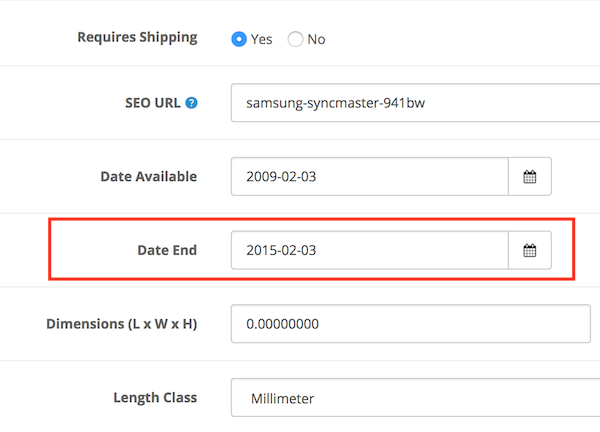 Requires Shipping Yes No
SEO URL ? samsung-syncmaster-941bw
Date Available 2009-02-03
Date End 2015-02-03
Dimensions (L x W x H) 0.00000000
Length Class Millimeter